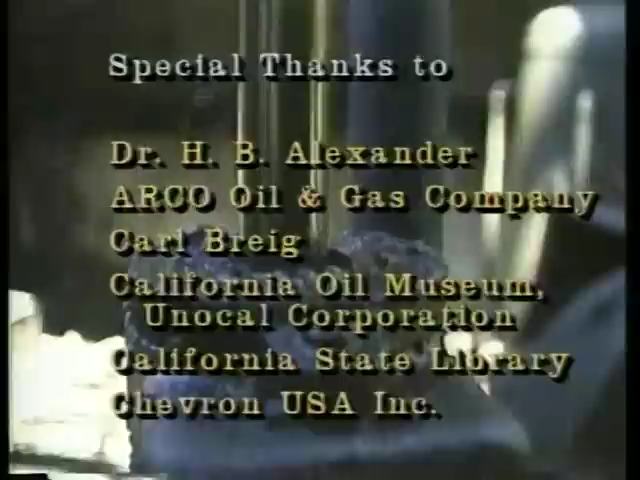 Special Thanks to
Dr. H. B. Alexander
ARCO Oil & Gas Company
Carl Breig
California Oil Museum,
Unocal Corporation
California State Library
Chevron USA Inc.